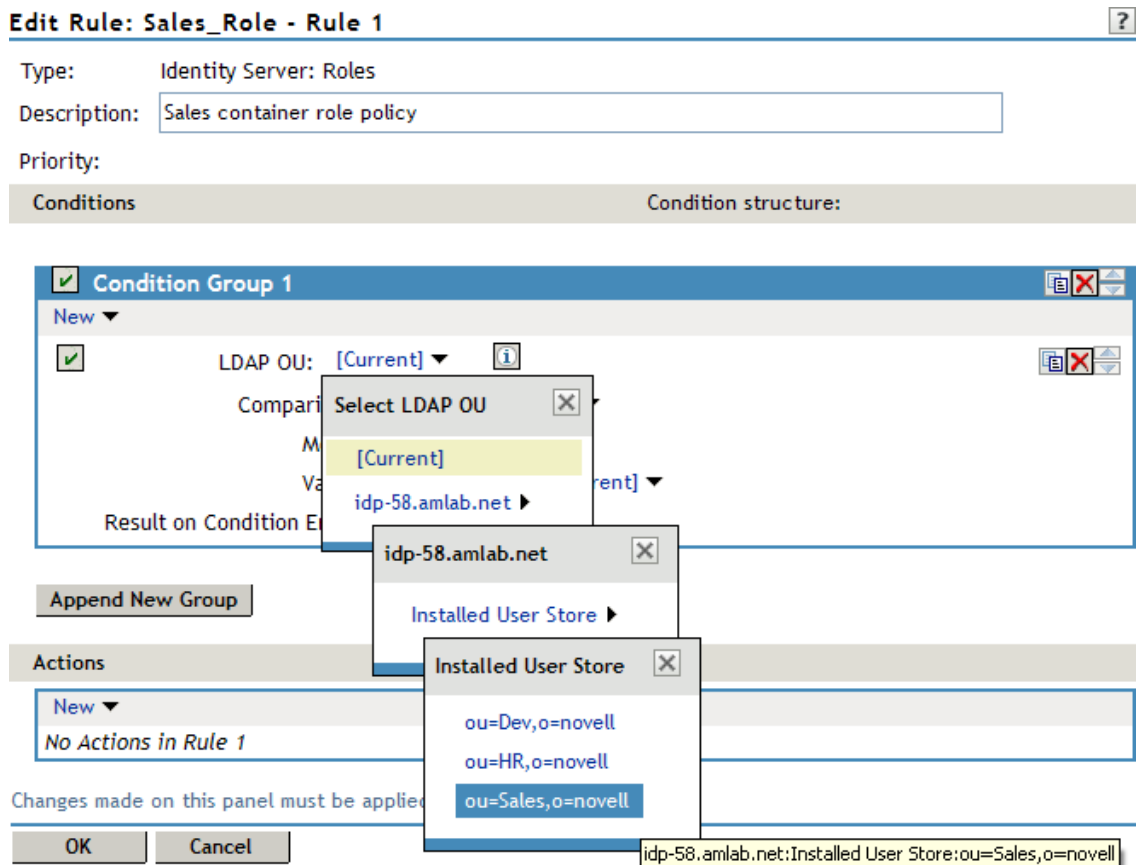 Edit Rule: Sales_Role - Rule 1 ?
Type: Identity Server: Roles
Description: Sales container role policy
Priority:
Conditions Condition structure:
Condition Group 1
New
LDAP OU: [Current]
Compari
Select LDAP OU
[Current]
M
Va rent]
idp-58.amlab.net
Result on Condition E
idp-58.amlab.net
Append New Group
Installed User Store
Actions
Installed User Store
New
ou=Dev,o=novell
No Actions in Rule 1
ou=HR,o=novell
Changes made on this panel must be applied
ou=Sales,o=novell
OK Cancel
idp-58.amlab.net:Installed User Store:ou=Sales,o=novell